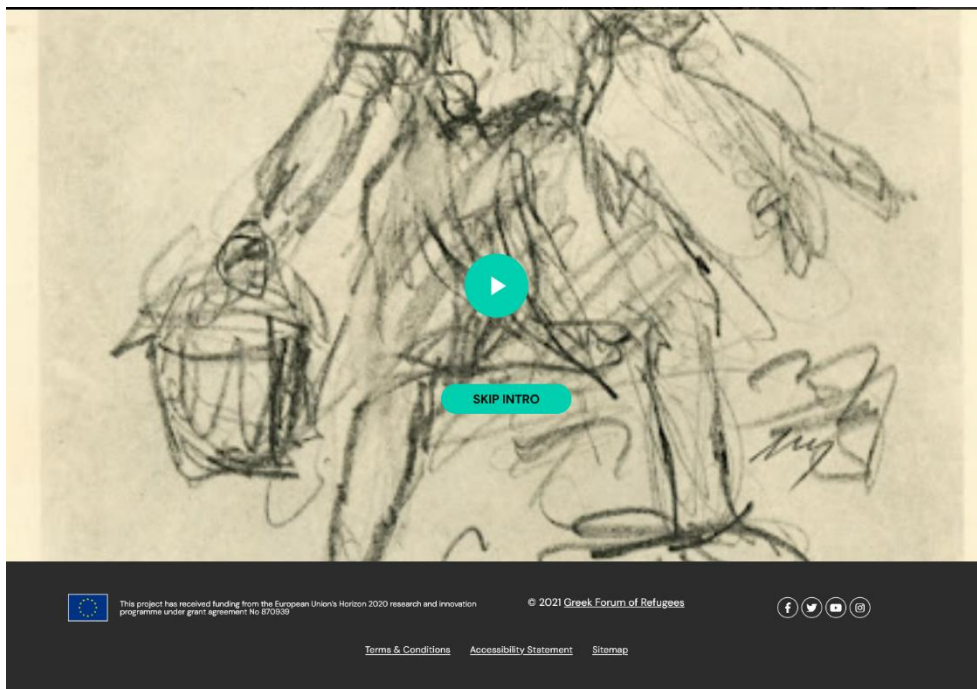 SKIP INTRO
This project has received funding from the European Union's Horizon 2020 research and innovation
programme under grant agreement No 870939
© 2021 Greek Forum of Refugees
Terms & Conditions Accessibility Statement Sitemap